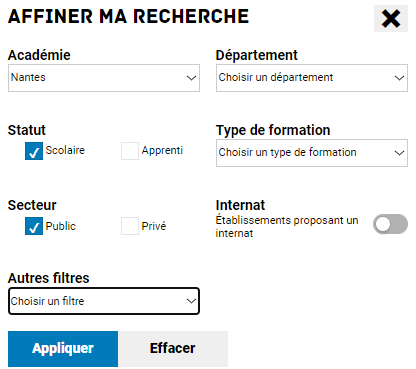 AFFINER MA RECHERCHE
Académie
Département
Nantes
Choisir un département
Statut
Type de formation
Scolaire
Apprenti
Choisir un type de formation
Secteur
Internat
Public
Privé
Établissements proposant un
internat
Autres filtres
Choisir un filtre
Appliquer
Effacer